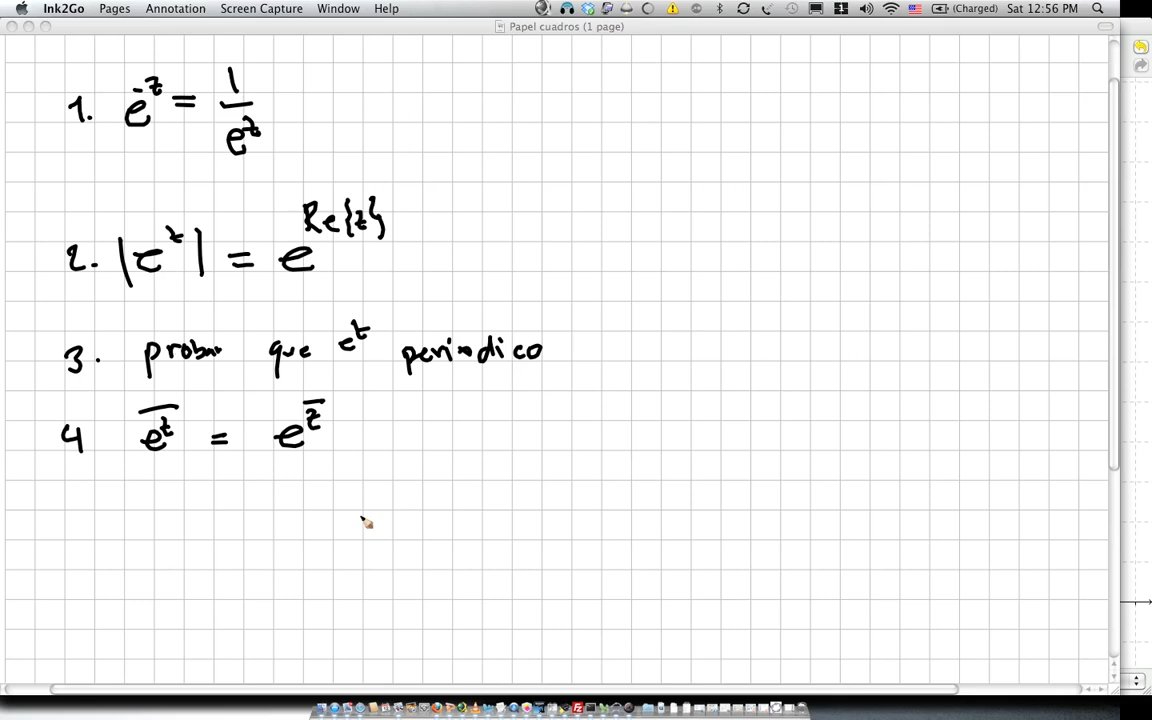 Ink2Go Pages Annotation Screen Capture Window Help (Charged) Sat 12:56 PM
Papel cuadros (1 page)
1. e^{-z} = 1/e^z
2. |e^z| = e^{Re{z}}
3. probar que e^z periodico
4 \overline{e^z} = e^{\overline{z}}